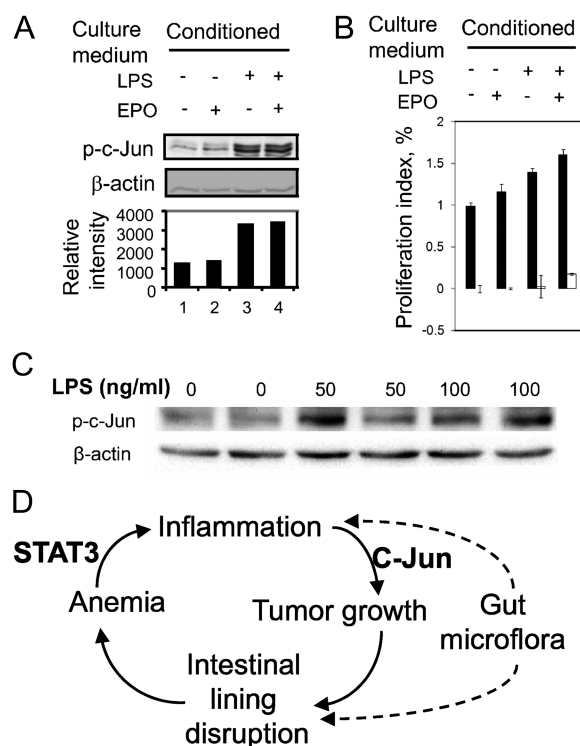 A
Culture medium
Conditioned
LPS - - + +
EPO - + - +
p-c-Jun
β-actin
Relative intensity
4000
3000
2000
1000
0
1 2 3 4
B
Culture medium
Conditioned
LPS - - + +
EPO - + - +
Proliferation index, %
2
1.5
1
0.5
0
-0.5
C
LPS (ng/ml) 0 0 50 50 100 100
p-c-Jun
β-actin
D
Inflammation
STAT3
C-Jun
Anemia
Tumor growth
Gut
microflora
Intestinal
lining
disruption